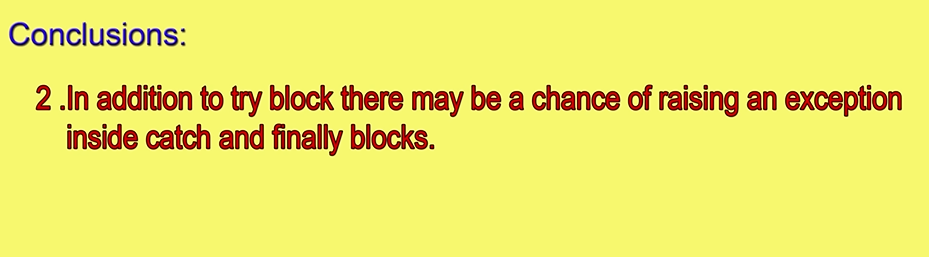 Conclusions:
2 .In addition to try block there may be a chance of raising an exception
inside catch and finally blocks.